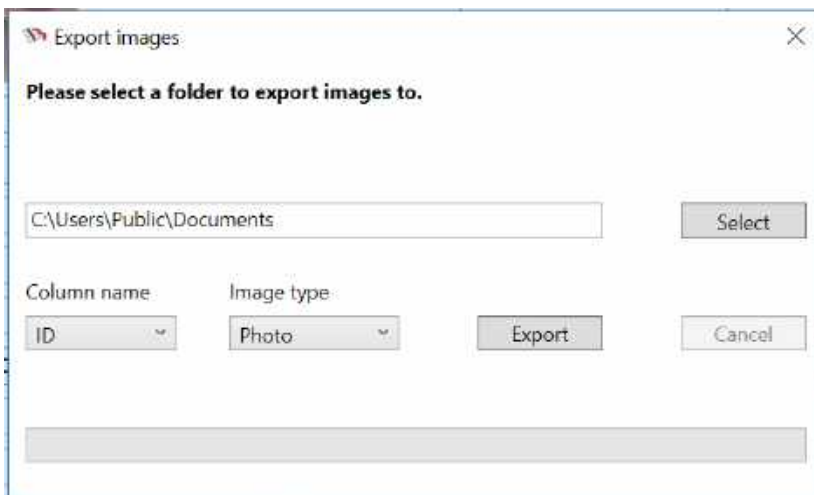 Export images
Please select a folder to export images to.
C:\Users\Public\Documents
Select
Column name
Image type
ID
Photo
Export
Cancel